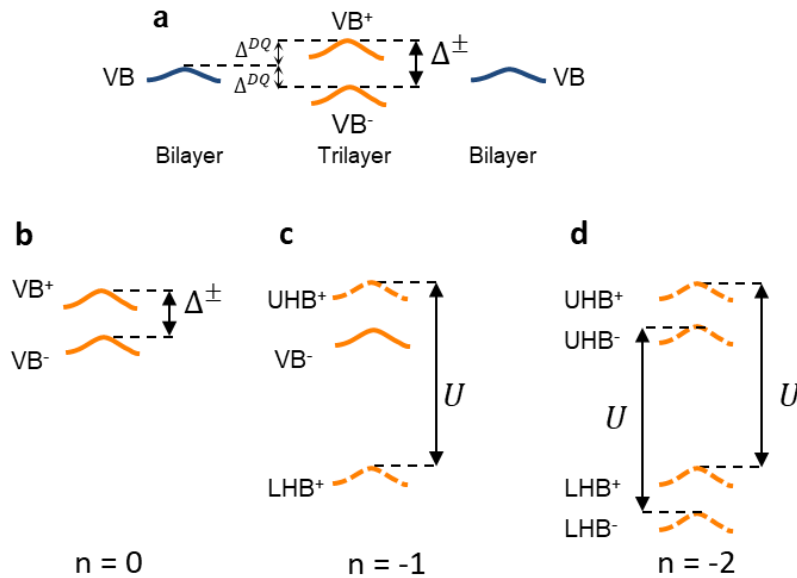 a
VB⁺
Δ^{DQ}
Δ^±
VB
VB
Δ^{DQ}
VB⁻
Bilayer
Trilayer
Bilayer
b
c
d
VB⁺
Δ^±
VB⁻
UHB⁺
VB⁻
U
LHB⁺
UHB⁺
UHB⁻
U
U
LHB⁺
LHB⁻
n = 0
n = -1
n = -2